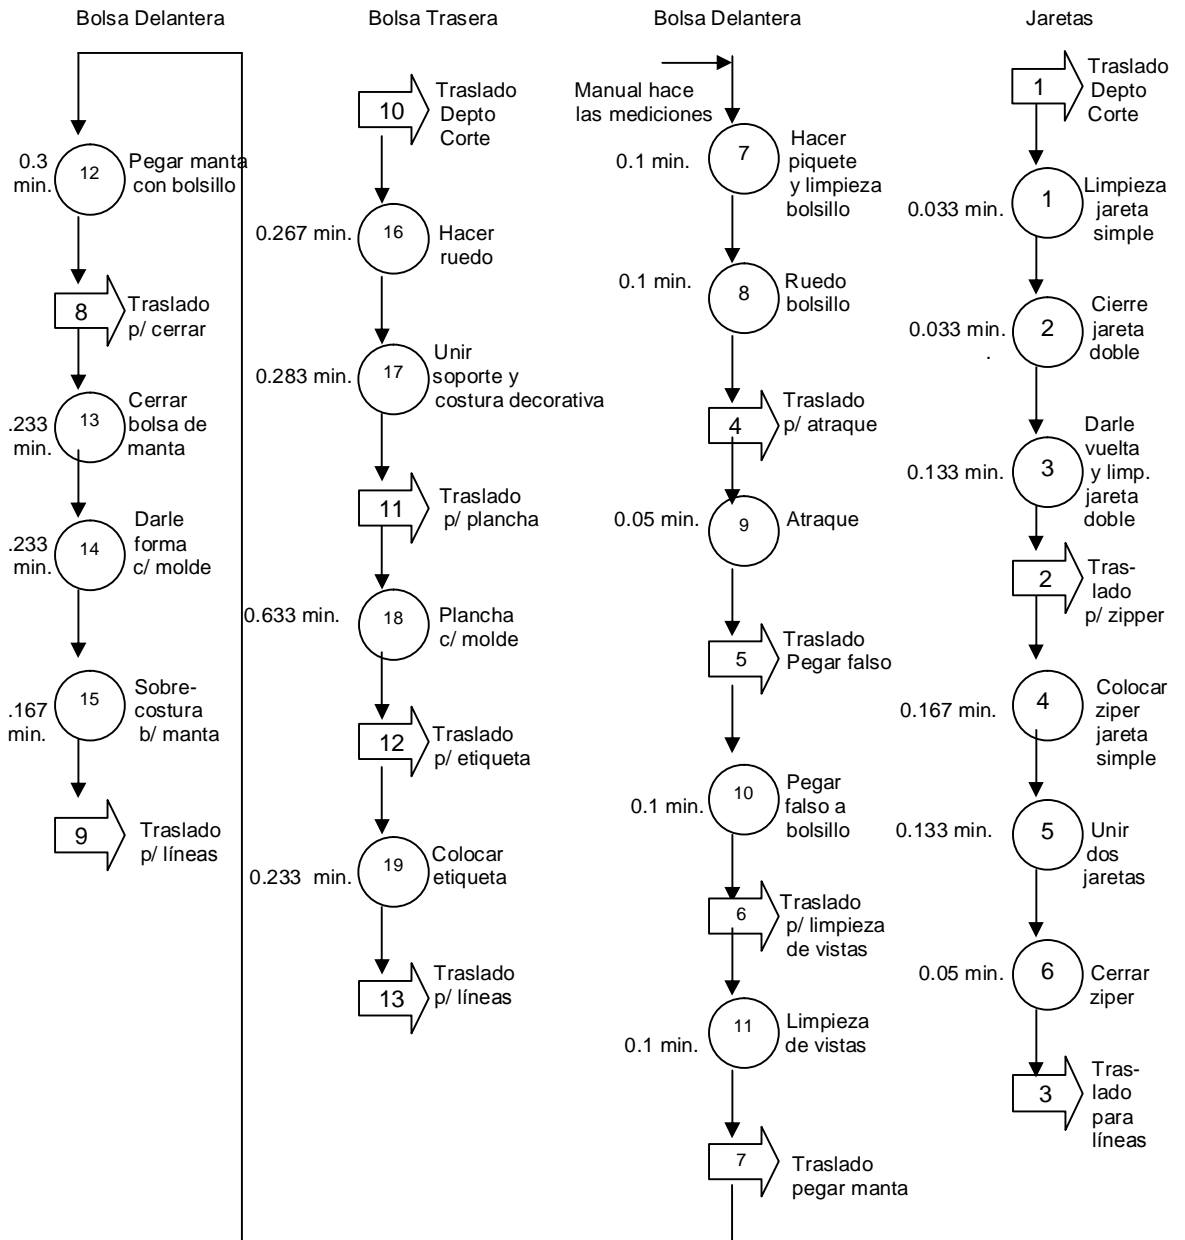 Bolsa Delantera
12
0.3
min.
Pegar manta
con bolsillo
8
Traslado
p/ cerrar
13
.233
min.
Cerrar
bolsa de
manta
14
.233
min.
Darle
forma
c/ molde
15
.167
min.
Sobre-
costura
b/ manta
9
Traslado
p/ líneas
Bolsa Trasera
10
Traslado
Depto
Corte
0.267 min.
16
Hacer
ruedo
0.283 min.
17
Unir
soporte y
costura decorativa
11
Traslado
p/ plancha
0.633 min.
18
Plancha
c/ molde
12
Traslado
p/ etiqueta
0.233 min.
19
Colocar
etiqueta
13
Traslado
p/ líneas
Bolsa Delantera
Manual hace
las mediciones
0.1 min.
7
Hacer
piquete
y limpieza
bolsillo
0.1 min.
8
Ruedo
bolsillo
4
Traslado
p/ atraque
0.05 min.
9
Atraque
5
Traslado
Pegar falso
0.1 min.
10
Pegar
falso a
bolsillo
6
Traslado
p/ limpieza
de vistas
0.1 min.
11
Limpieza
de vistas
7
Traslado
pegar manta
Jaretas
1
Traslado
Depto
Corte
0.033 min.
1
Limpieza
jareta
simple
0.033 min.
.
2
Cierre
jareta
doble
0.133 min.
3
Darle
vuelta
y limp.
jareta
doble
2
Tras-
lado
p/ zipper
0.167 min.
4
Colocar
ziper
jareta
simple
0.133 min.
5
Unir
dos
jaretas
0.05 min.
6
Cerrar
ziper
3
Tras-
lado
para
líneas